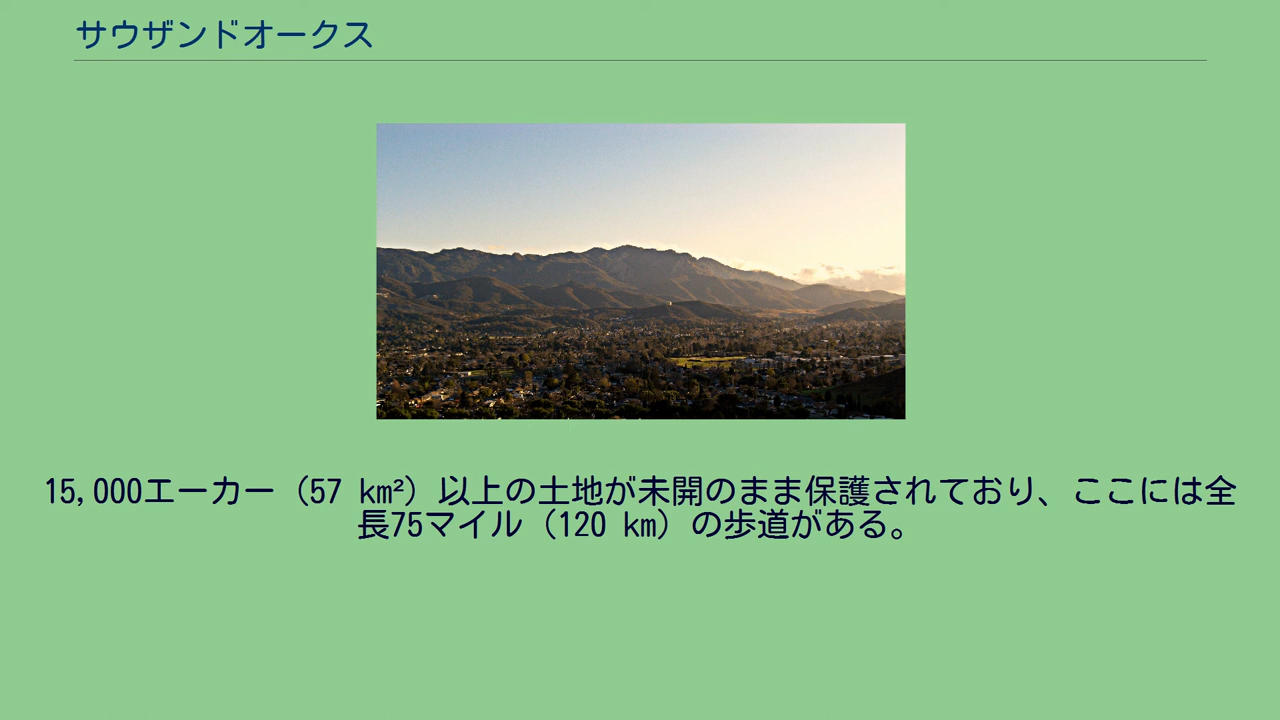 サウザンドオークス
15,000エーカー（57 km²）以上の土地が未開のまま保護されており、ここには全
長75マイル（120 km）の歩道がある。